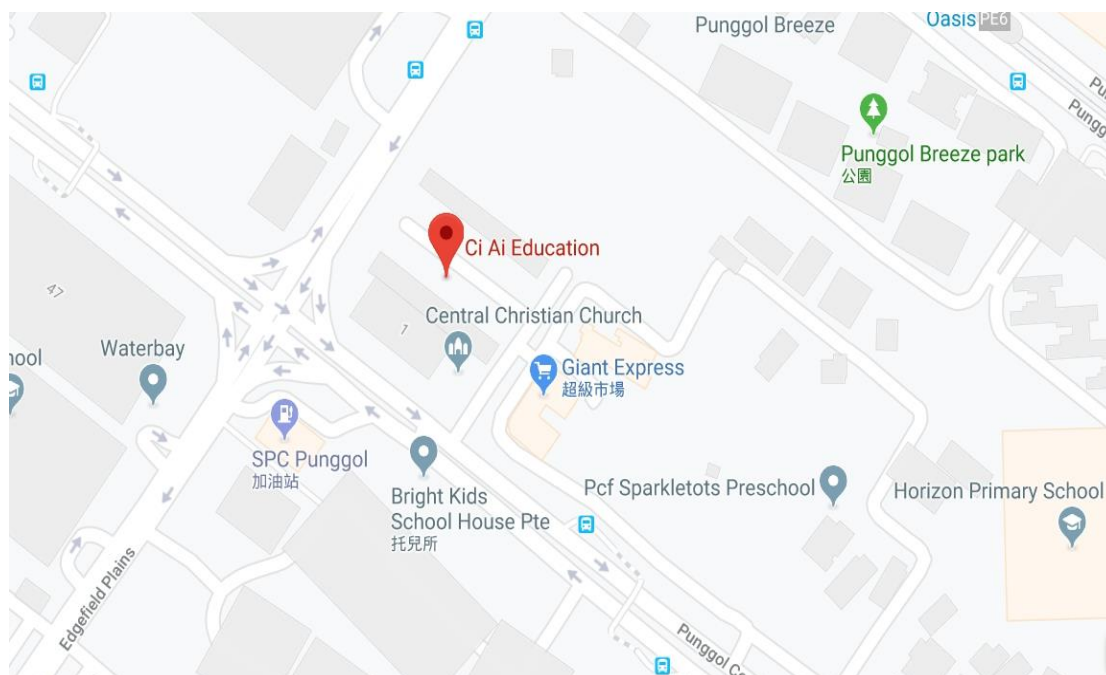 Punggol Breeze
Oasis PE6
Punggol Breeze park
公園
Ci Ai Education
47
1
Central Christian Church
Waterbay
Giant Express
超級市場
SPC Punggol
加油站
Bright Kids
School House Pte
托兒所
Pcf Sparkletots Preschool
Horizon Primary School
Edgefield Plains